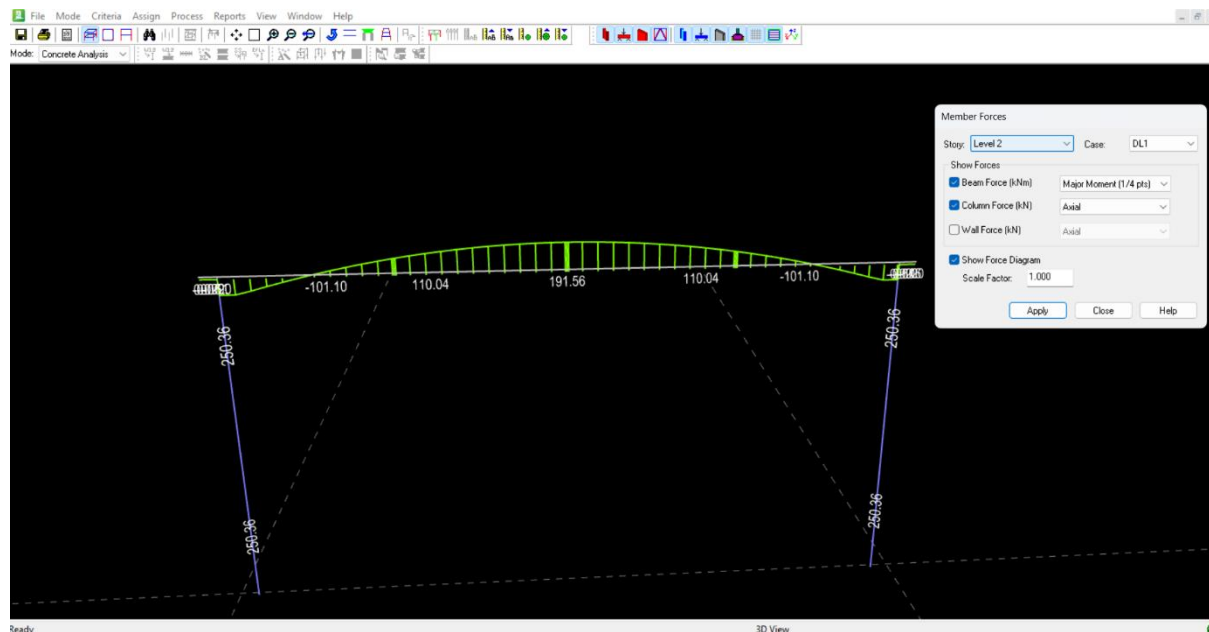 File Mode Criteria Assign Process Reports View Window Help
Mode: Concrete Analysis
Member Forces
Story: Level 2 Case: DL1
Show Forces
Beam Force (kNm) Major Moment (1/4 pts)
Column Force (kN) Axial
Wall Force (kN) Axial
Show Force Diagram
Scale Factor: 1.000
Apply Close Help
-101.10 110.04 191.56 110.04 -101.10
250.36 250.36
250.36 250.36
Ready 3D View